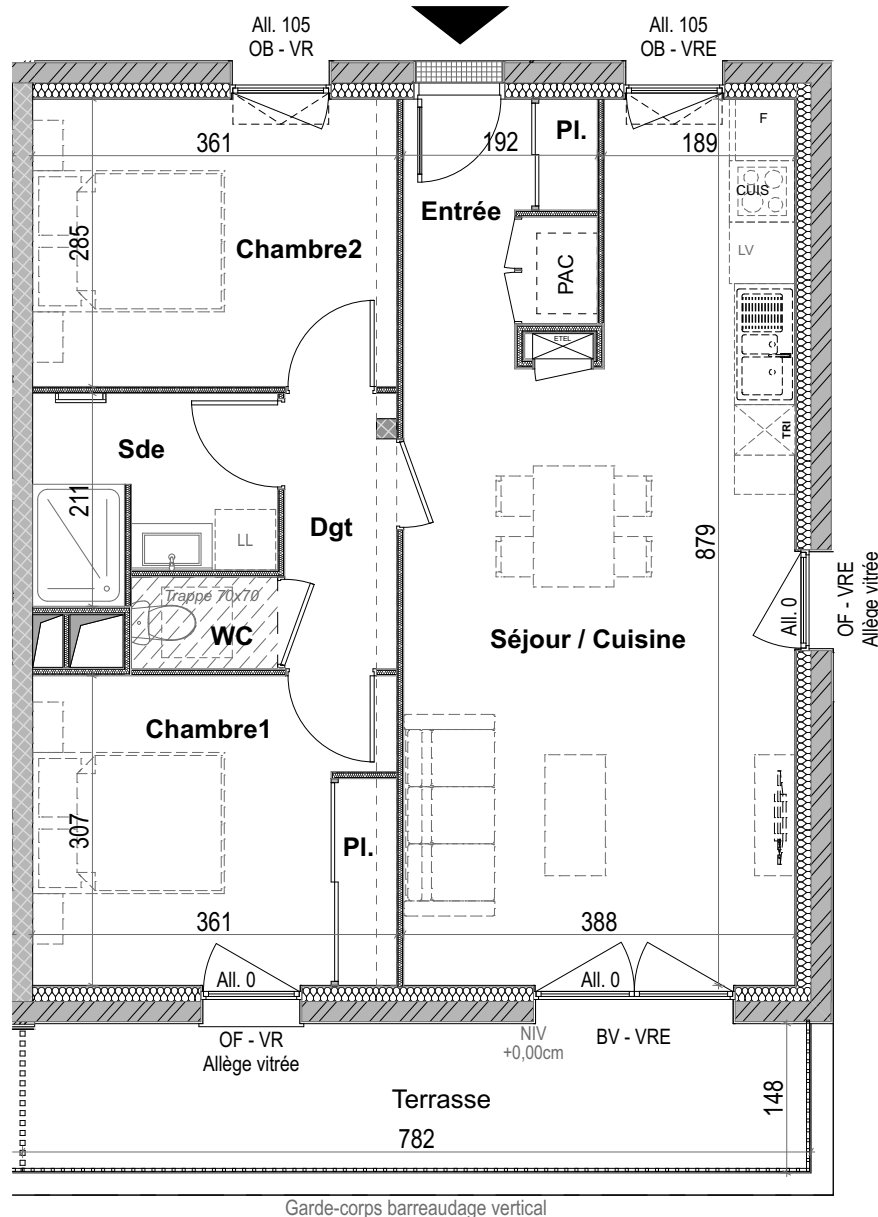 All. 105
OB - VR
All. 105
OB - VRE
361
192
Pl.
189
F
CUIS
Entrée
285
Chambre2
LV
PAC
ETEL
TRI
Sde
211
LL
Dgt
879
Trappe 70x70
WC
Séjour / Cuisine
All. 0
OF - VRE
Allège vitrée
Chambre1
307
Pl.
361
388
All. 0
All. 0
OF - VR
Allège vitrée
NIV
+0,00cm
BV - VRE
Terrasse
148
782
Garde-corps barreaudage vertical